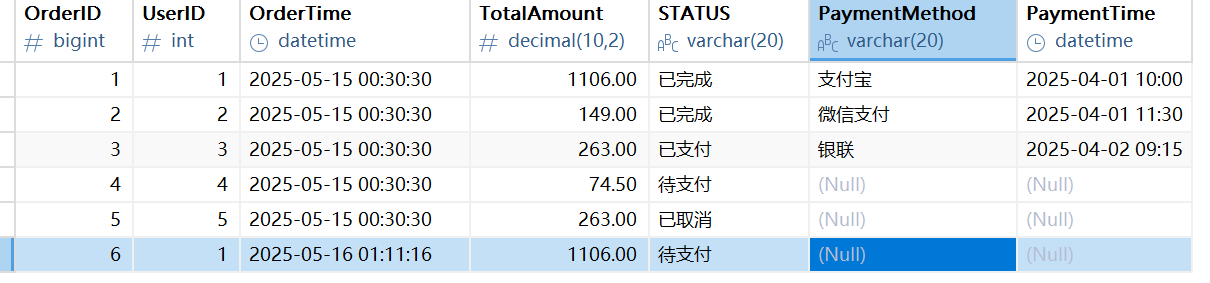 OrderID UserID OrderTime TotalAmount STATUS PaymentMethod PaymentTime
# bigint # int datetime # decimal(10,2) ABC varchar(20) ABC varchar(20) datetime
1 1 2025-05-15 00:30:30 1106.00 已完成 支付宝 2025-04-01 10:00
2 2 2025-05-15 00:30:30 149.00 已完成 微信支付 2025-04-01 11:30
3 3 2025-05-15 00:30:30 263.00 已支付 银联 2025-04-02 09:15
4 4 2025-05-15 00:30:30 74.50 待支付 (Null) (Null)
5 5 2025-05-15 00:30:30 263.00 已取消 (Null) (Null)
6 1 2025-05-16 01:11:16 1106.00 待支付 (Null) (Null)